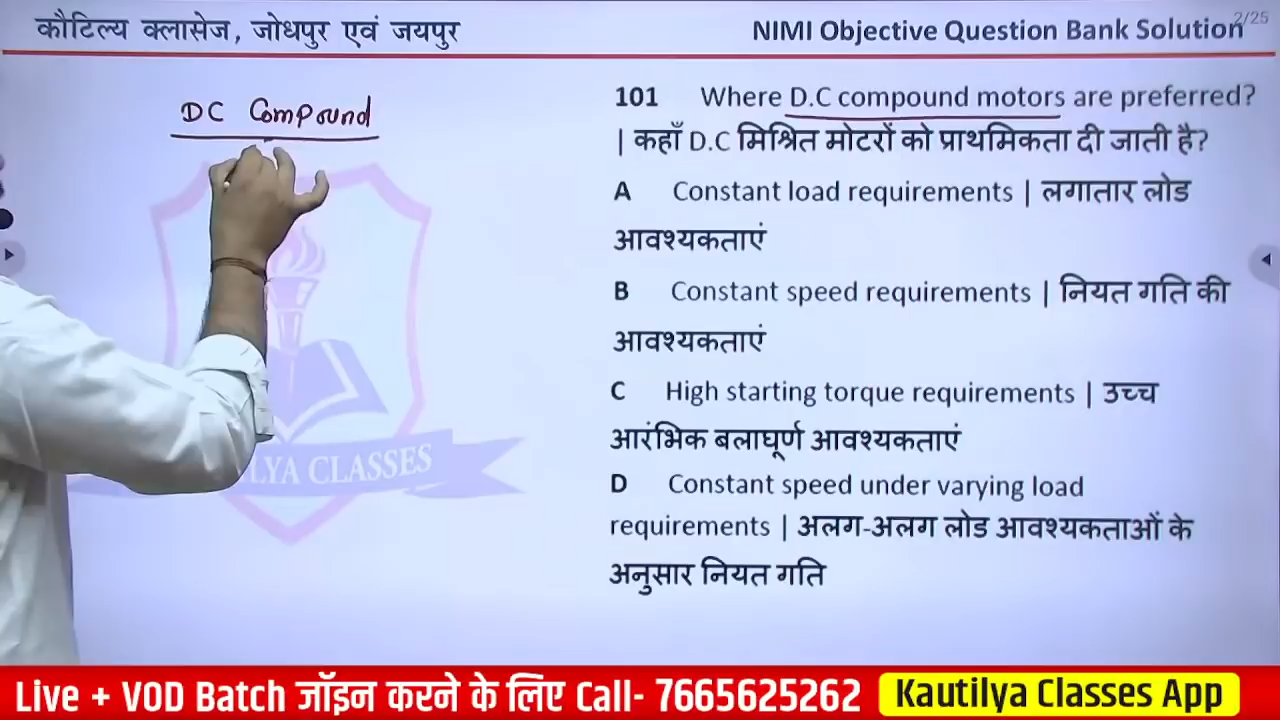 कौटिल्य क्लासेज, जोधपुर एवं जयपुर
NIMI Objective Question Bank Solution
2/25
DC Compound
101 Where D.C compound motors are preferred?
| कहाँ D.C मिश्रित मोटरों को प्राथमिकता दी जाती है?
A Constant load requirements | लगातार लोड
आवश्यकताएं
B Constant speed requirements | नियत गति की
आवश्यकताएं
C High starting torque requirements | उच्च
आरंभिक बलाघूर्ण आवश्यकताएं
D Constant speed under varying load
requirements | अलग-अलग लोड आवश्यकताओं के
अनुसार नियत गति
LYA CLASSES
Live + VOD Batch जॉइन करने के लिए Call- 7665625262
Kautilya Classes App